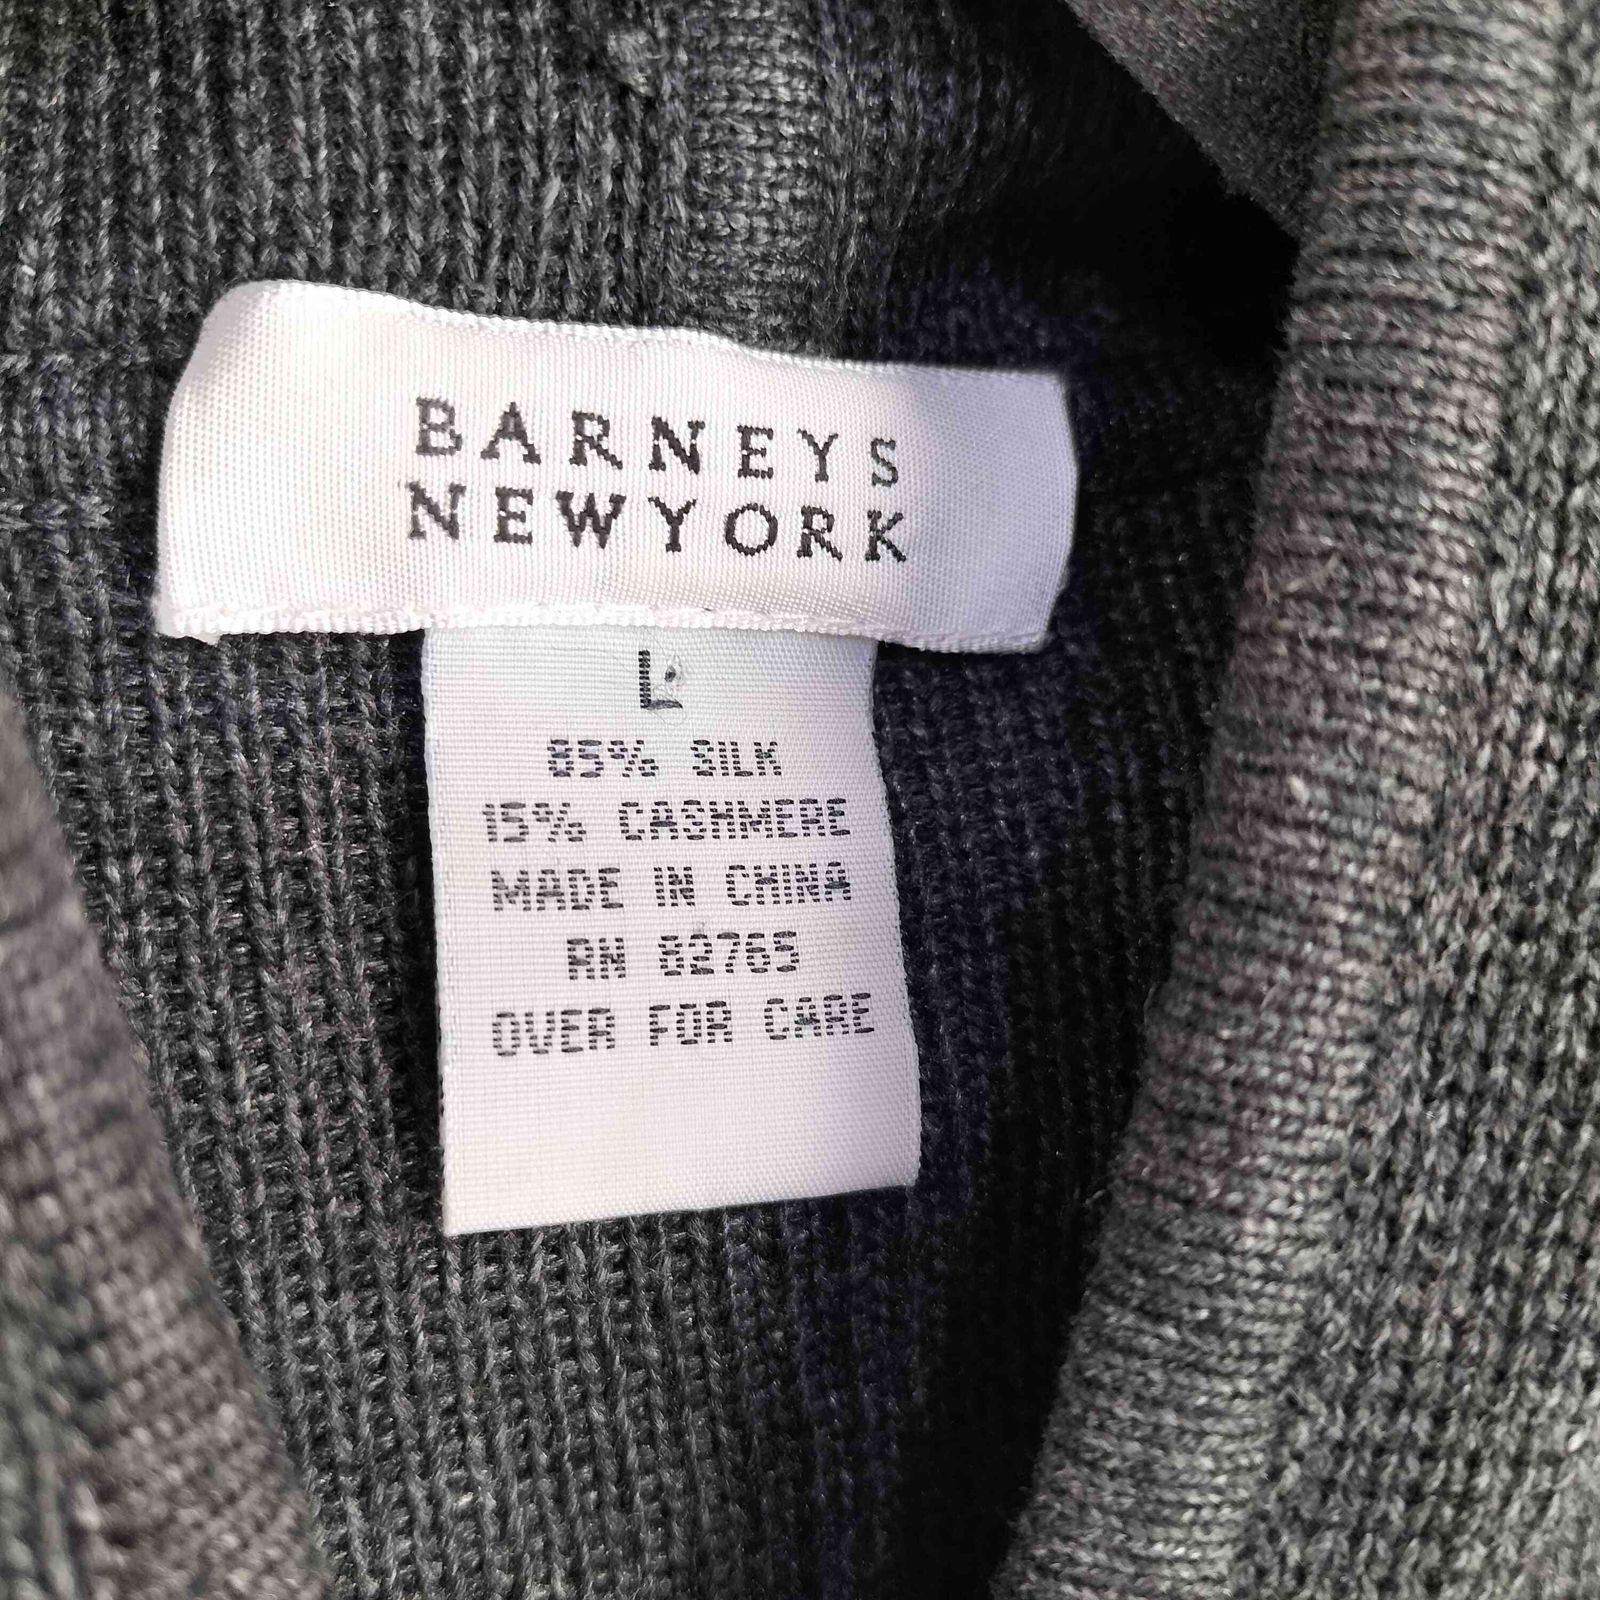 BARNEYS
NEWYORK
L
85% SILK
15% CASHMERE
MADE IN CHINA
RN 82765
OVER FOR CARE